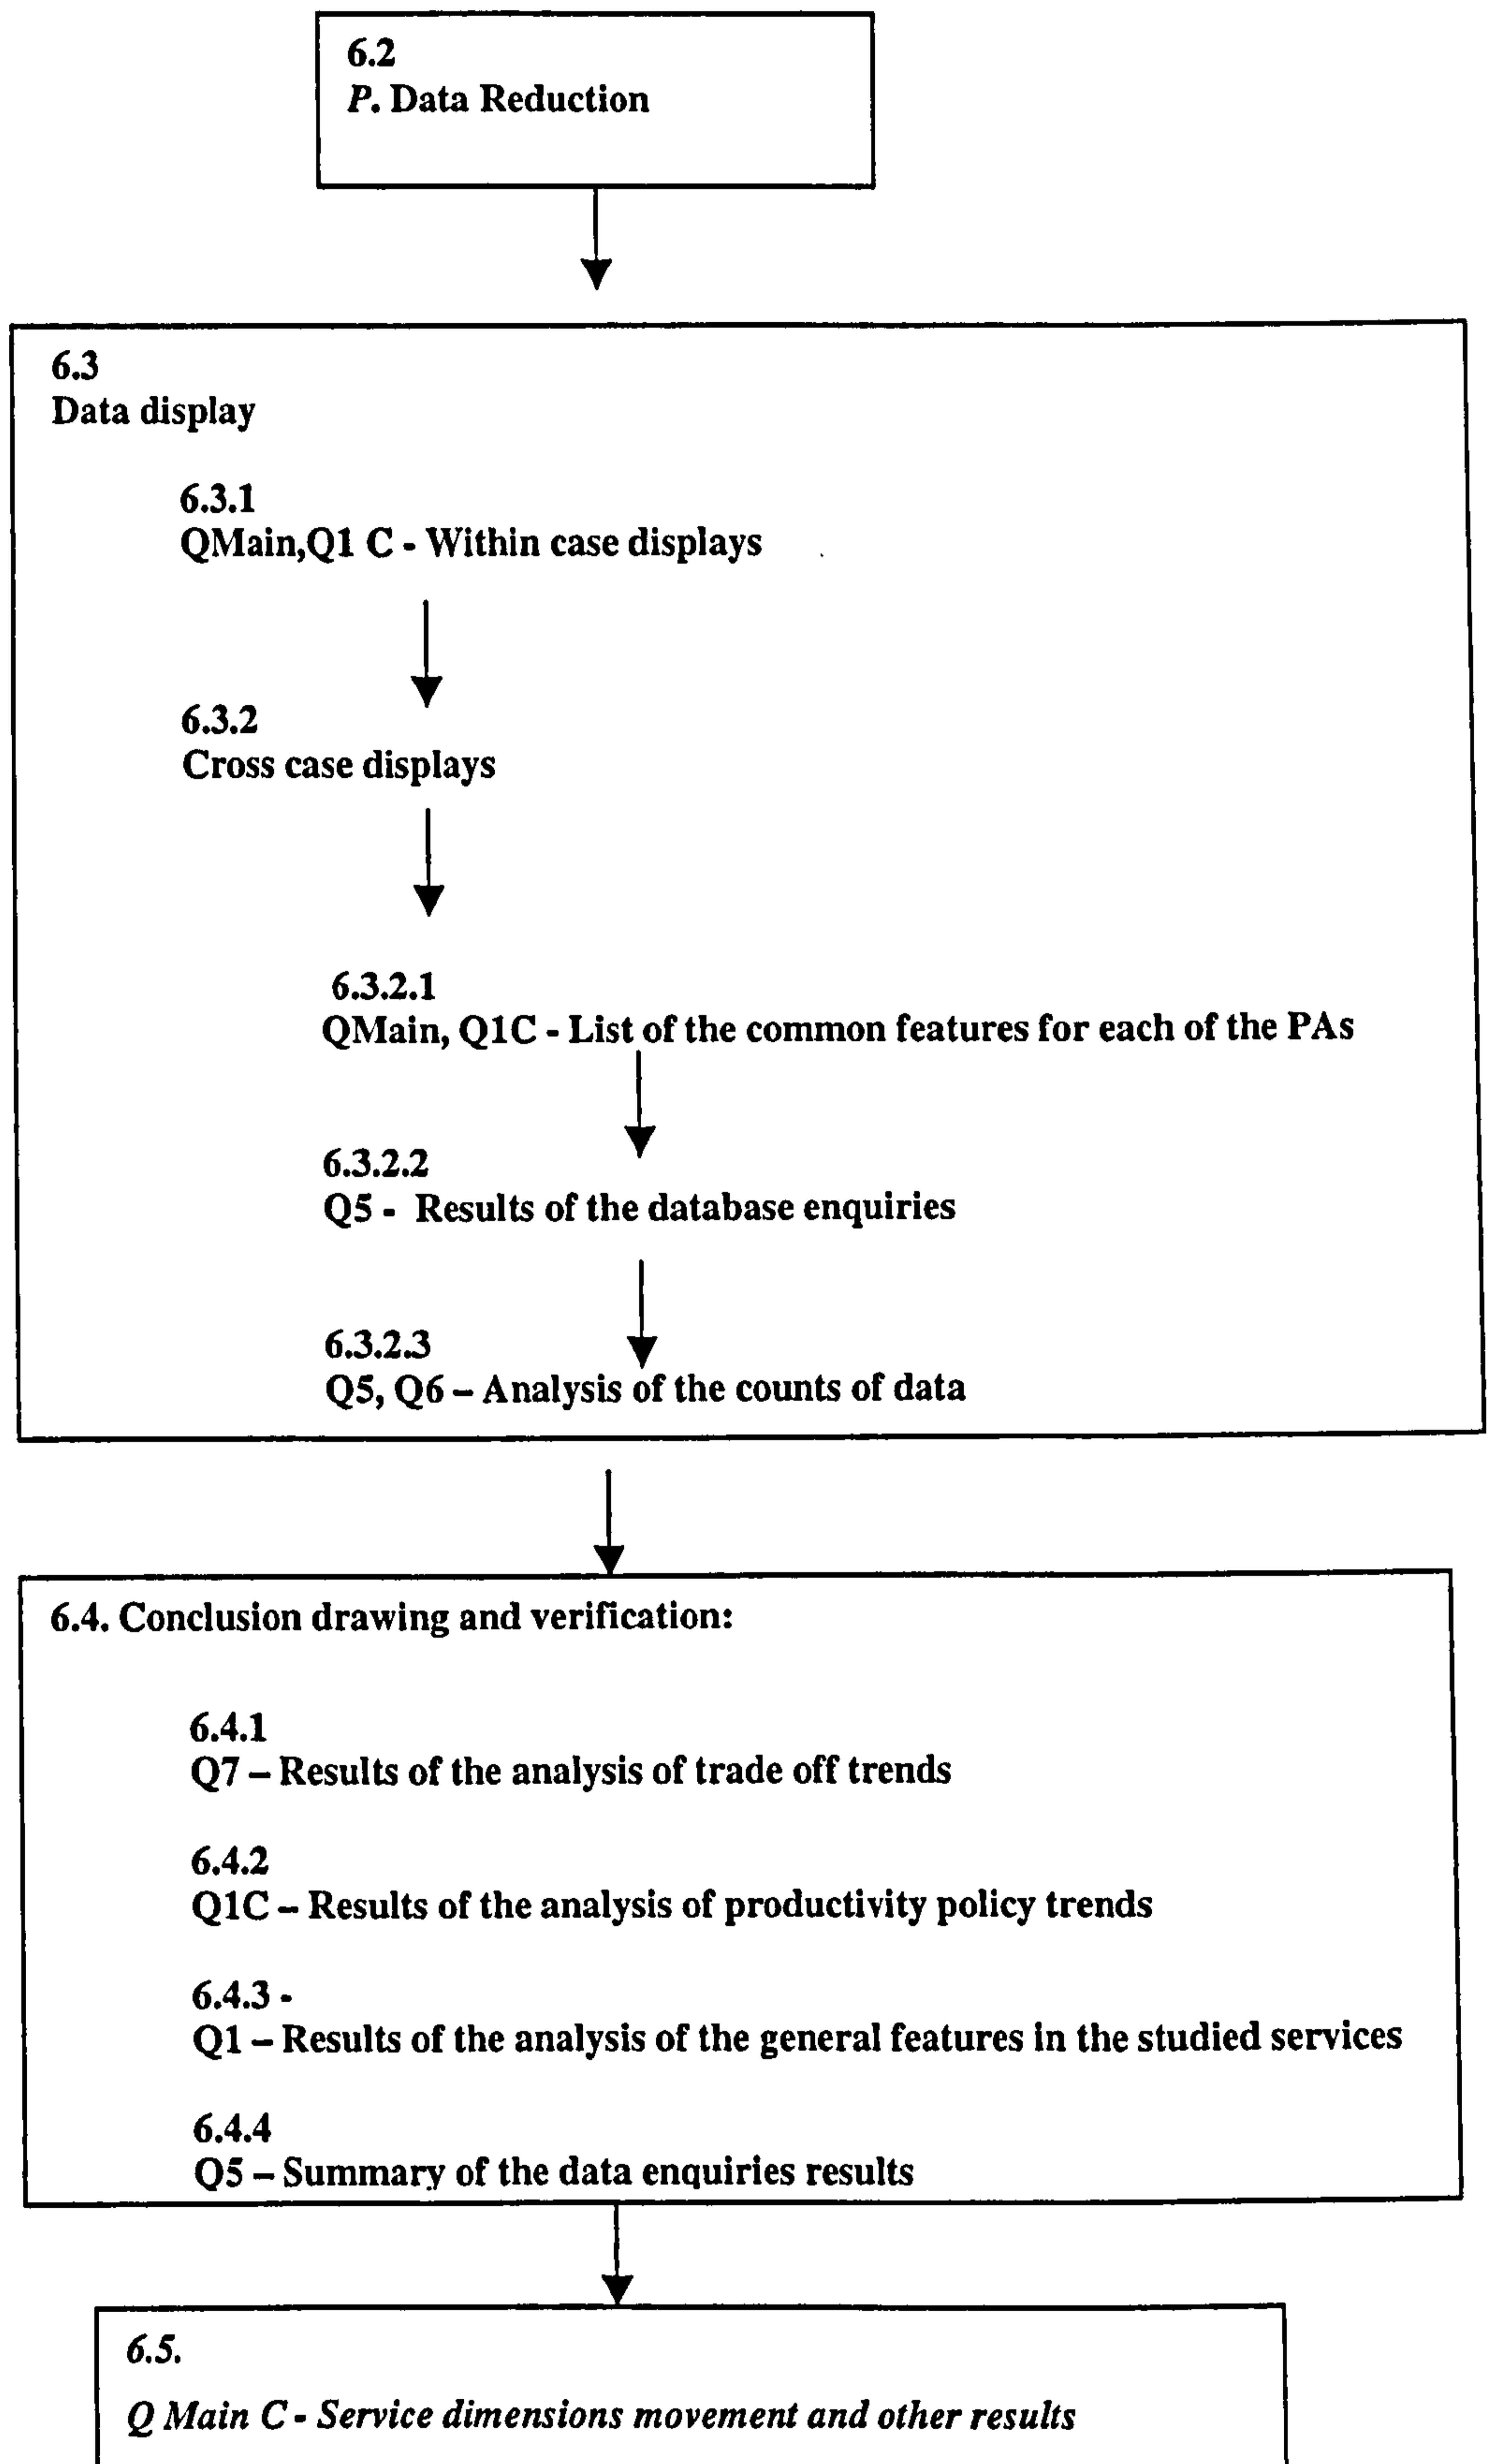 6.2
P. Data Reduction
6.3
Data display
6.3.1
QMain,Q1 C - Within case displays
6.3.2
Cross case displays
6.3.2.1
QMain, Q1C - List of the common features for each of the PAs
6.3.2.2
Q5 - Results of the database enquiries
6.3.2.3
Q5, Q6 – Analysis of the counts of data
6.4. Conclusion drawing and verification:
6.4.1
Q7 – Results of the analysis of trade off trends
6.4.2
Q1C – Results of the analysis of productivity policy trends
6.4.3 -
Q1 – Results of the analysis of the general features in the studied services
6.4.4
Q5 – Summary of the data enquiries results
6.5.
Q Main C - Service dimensions movement and other results